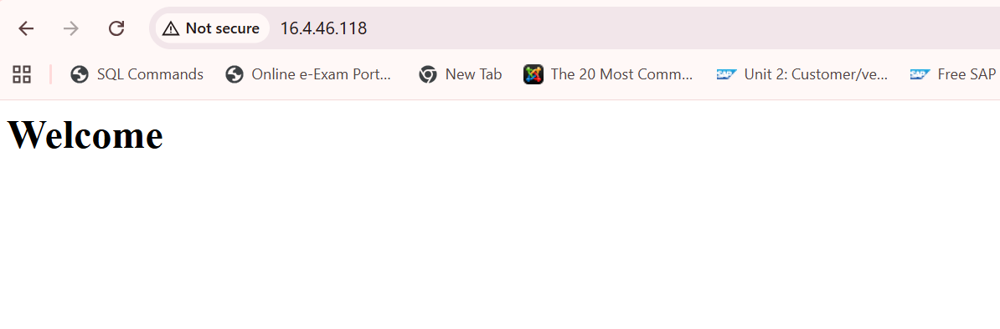 Not secure 16.4.46.118
SQL Commands Online e-Exam Port... New Tab The 20 Most Comm... Unit 2: Customer/ve... Free SAP
Welcome